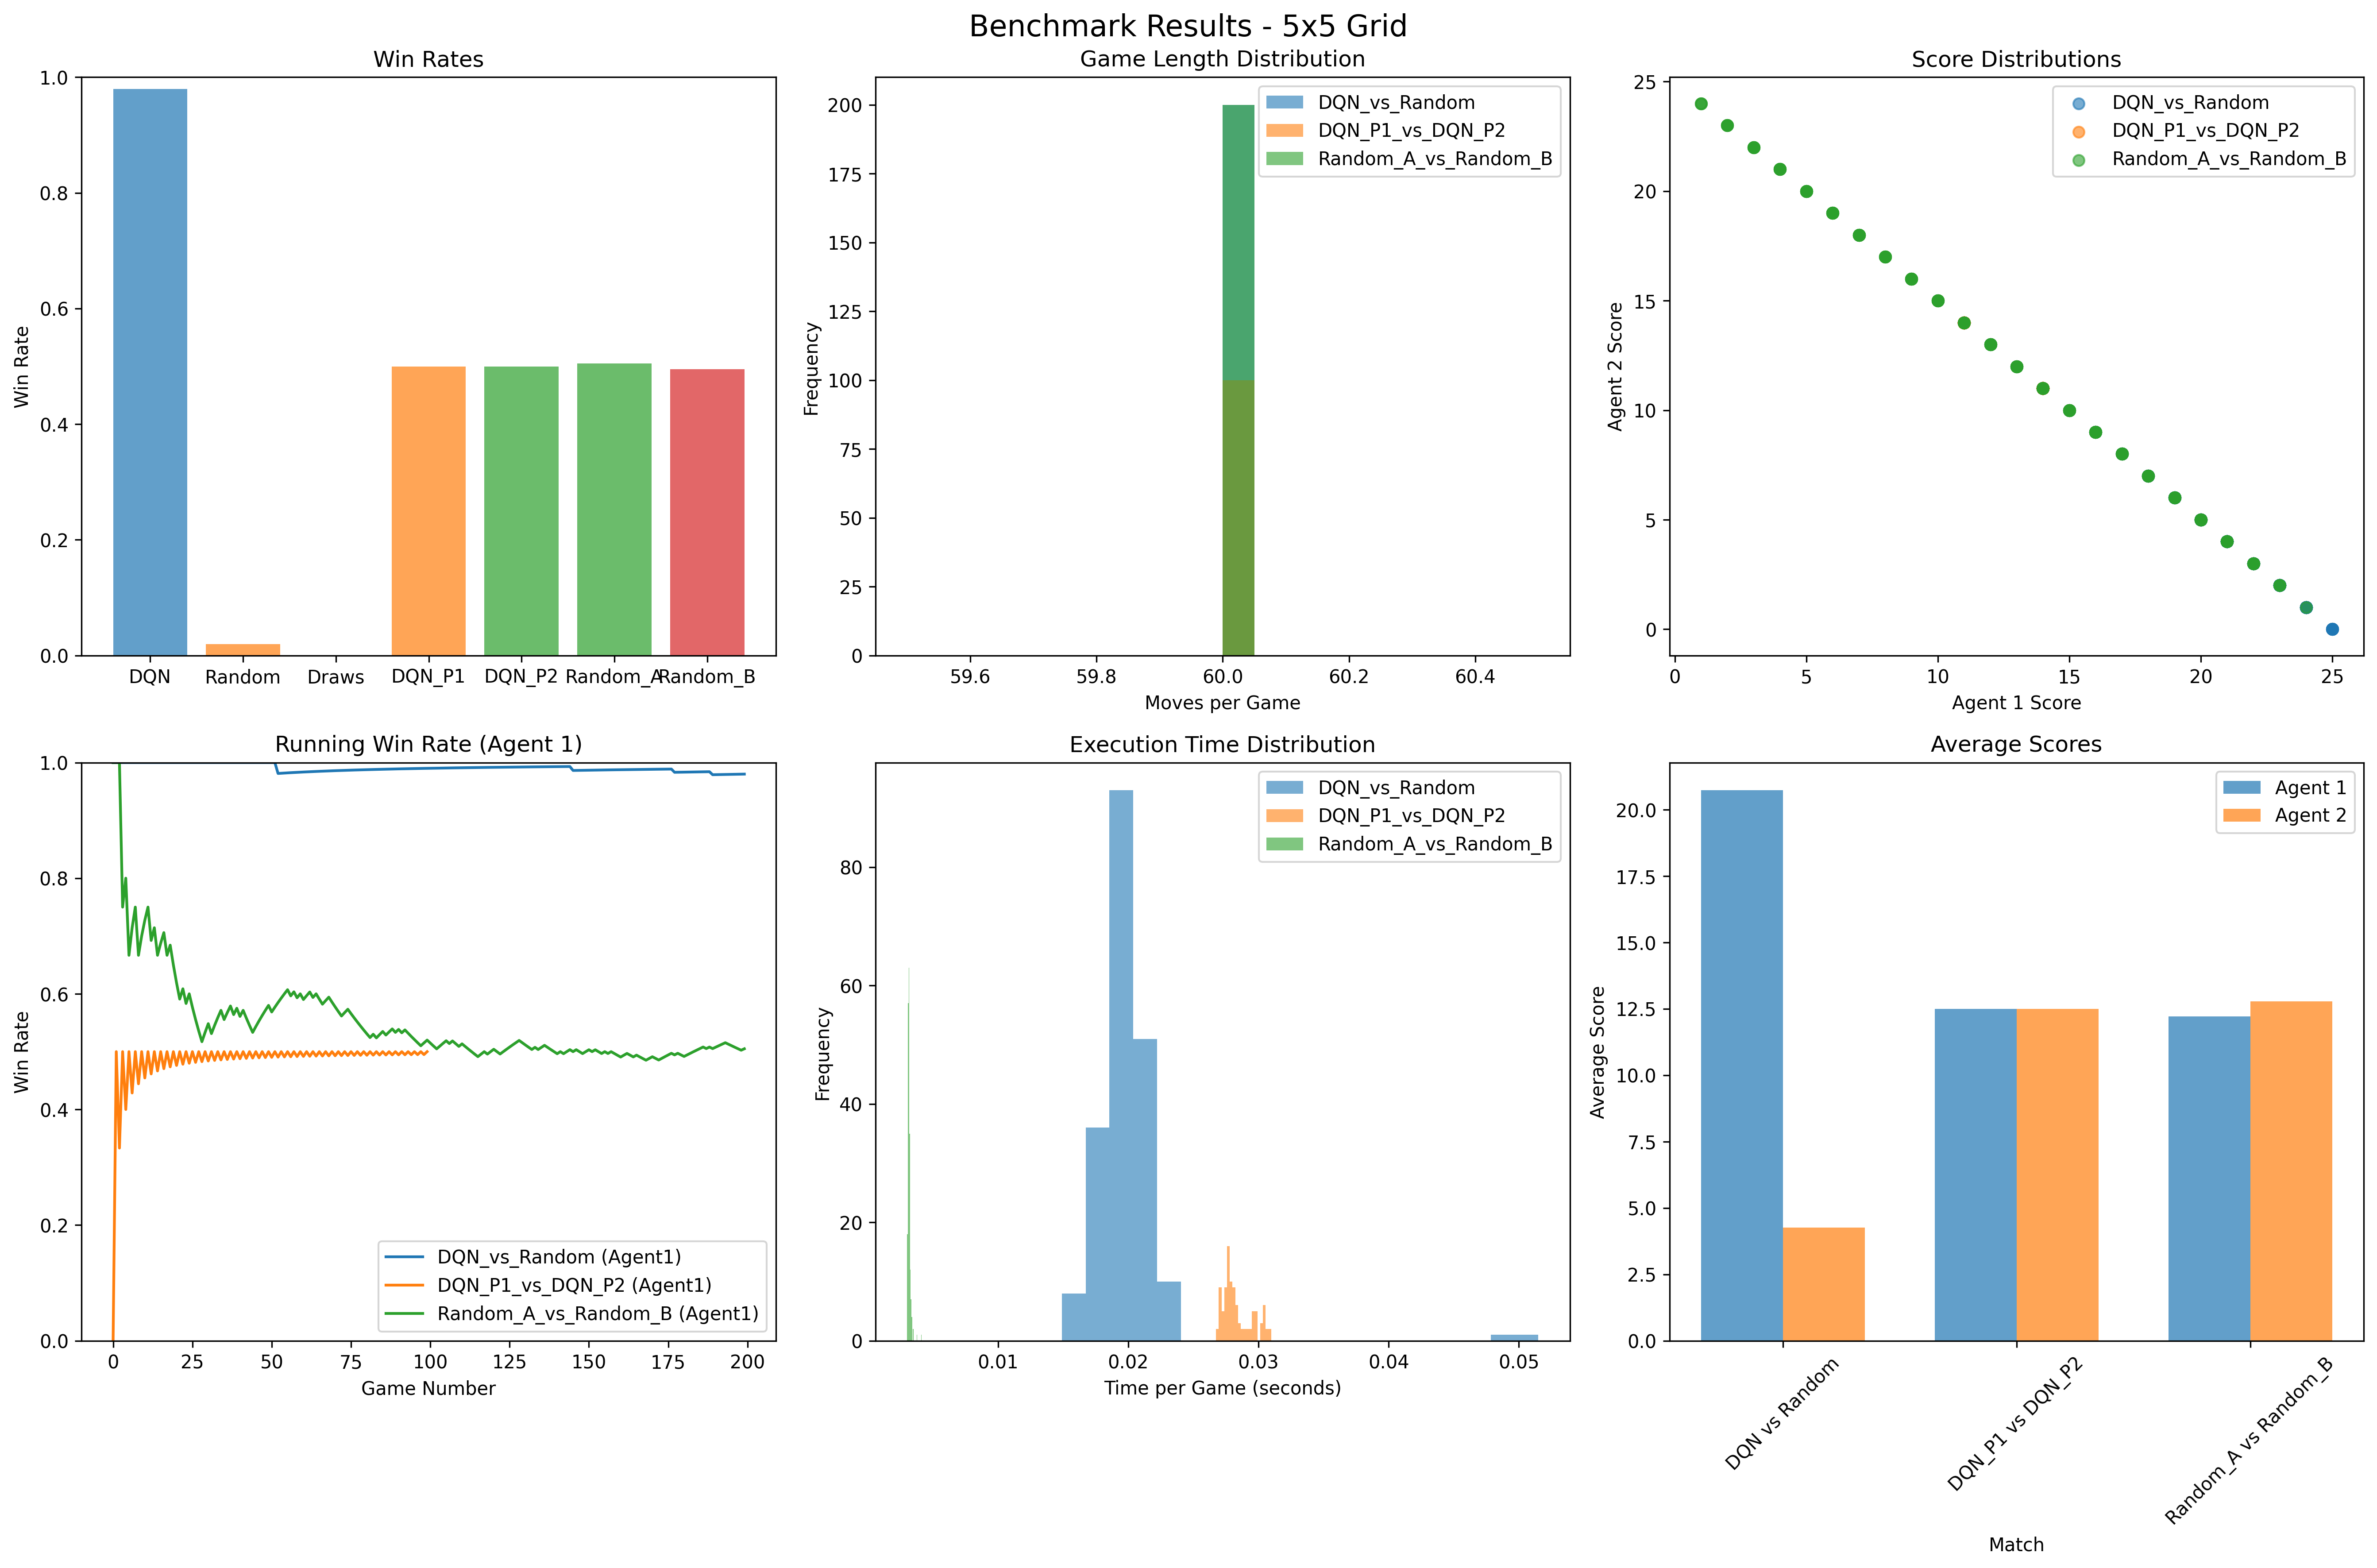 Benchmark Results - 5x5 Grid
Win Rates
Win Rate
1.0
0.8
0.6
0.4
0.2
0.0
DQN Random Draws DQN_P1 DQN_P2 Random_A Random_B
Game Length Distribution
DQN_vs_Random
DQN_P1_vs_DQN_P2
Random_A_vs_Random_B
Frequency
200
175
150
125
100
75
50
25
0
59.6 59.8 60.0 60.2 60.4
Moves per Game
Score Distributions
DQN_vs_Random
DQN_P1_vs_DQN_P2
Random_A_vs_Random_B
Agent 2 Score
25
20
15
10
5
0
0 5 10 15 20 25
Agent 1 Score
Running Win Rate (Agent 1)
Win Rate
1.0
0.8
0.6
0.4
0.2
0.0
DQN_vs_Random (Agent1)
DQN_P1_vs_DQN_P2 (Agent1)
Random_A_vs_Random_B (Agent1)
0 25 50 75 100 125 150 175 200
Game Number
Execution Time Distribution
DQN_vs_Random
DQN_P1_vs_DQN_P2
Random_A_vs_Random_B
Frequency
80
60
40
20
0
0.01 0.02 0.03 0.04 0.05
Time per Game (seconds)
Average Scores
Agent 1
Agent 2
Average Score
20.0
17.5
15.0
12.5
10.0
7.5
5.0
2.5
0.0
DQN vs Random
DQN_P1 vs DQN_P2
Random_A vs Random_B
Match